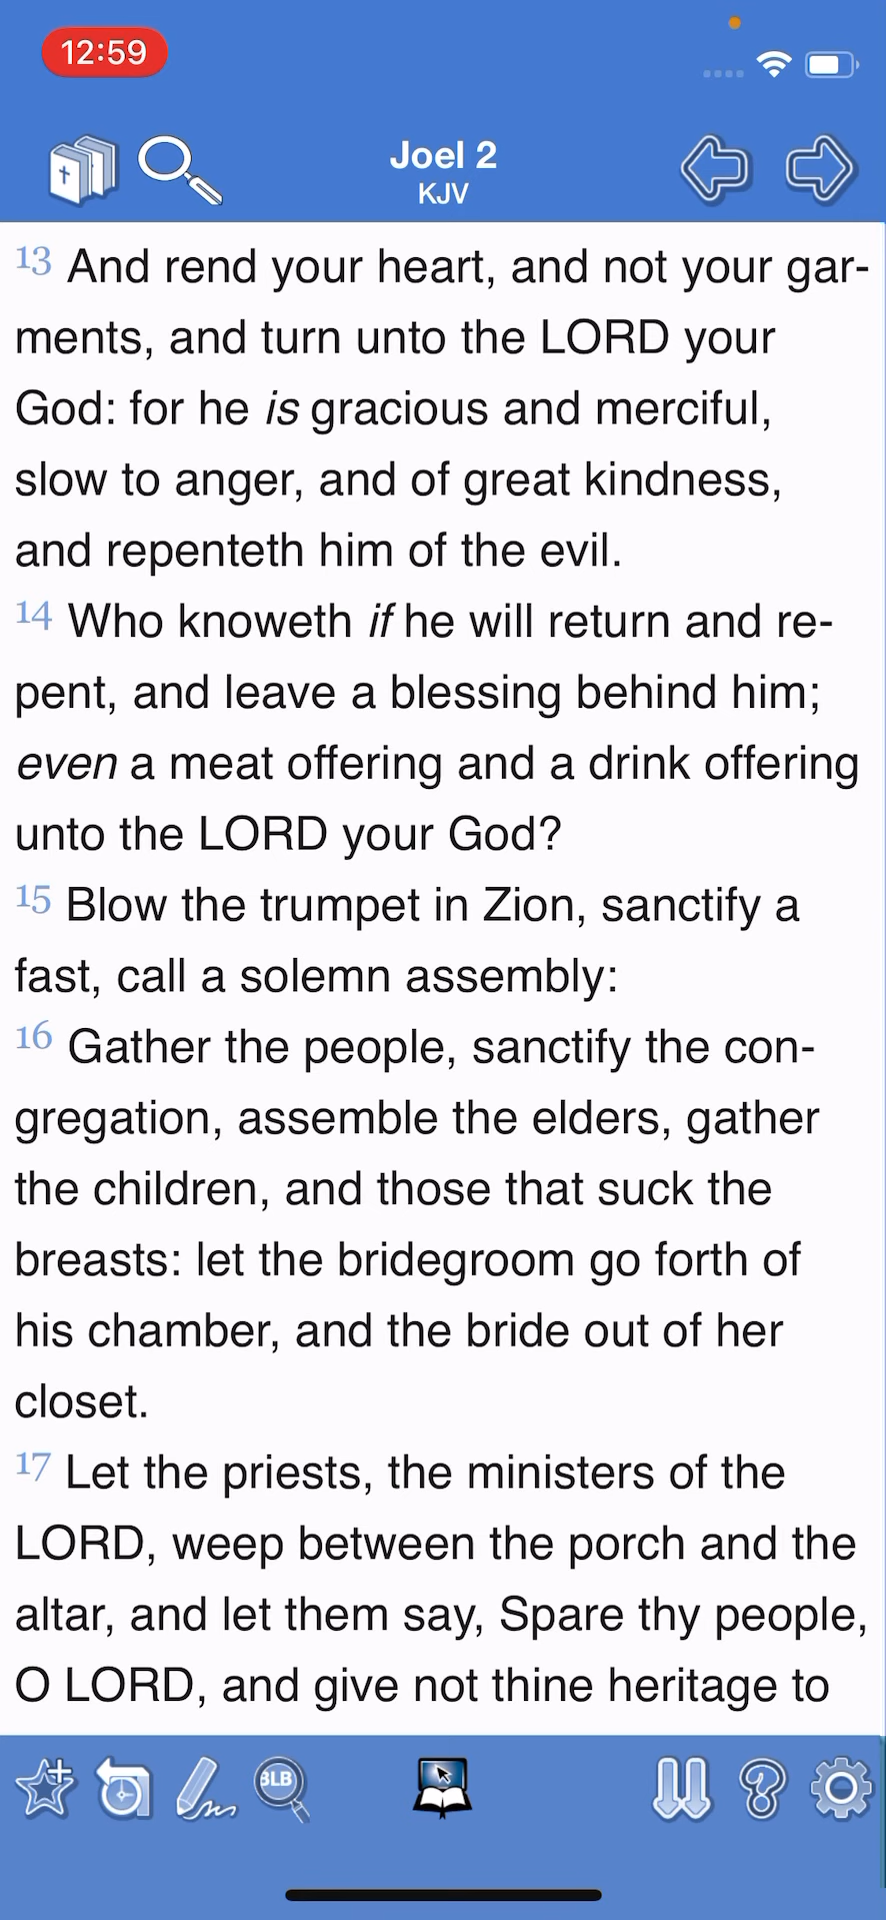 12:59
Joel 2
KJV
13 And rend your heart, and not your gar-
ments, and turn unto the LORD your
God: for he is gracious and merciful,
slow to anger, and of great kindness,
and repenteth him of the evil.
14 Who knoweth if he will return and re-
pent, and leave a blessing behind him;
even a meat offering and a drink offering
unto the LORD your God?
15 Blow the trumpet in Zion, sanctify a
fast, call a solemn assembly:
16 Gather the people, sanctify the con-
gregation, assemble the elders, gather
the children, and those that suck the
breasts: let the bridegroom go forth of
his chamber, and the bride out of her
closet.
17 Let the priests, the ministers of the
LORD, weep between the porch and the
altar, and let them say, Spare thy people,
O LORD, and give not thine heritage to
BLB